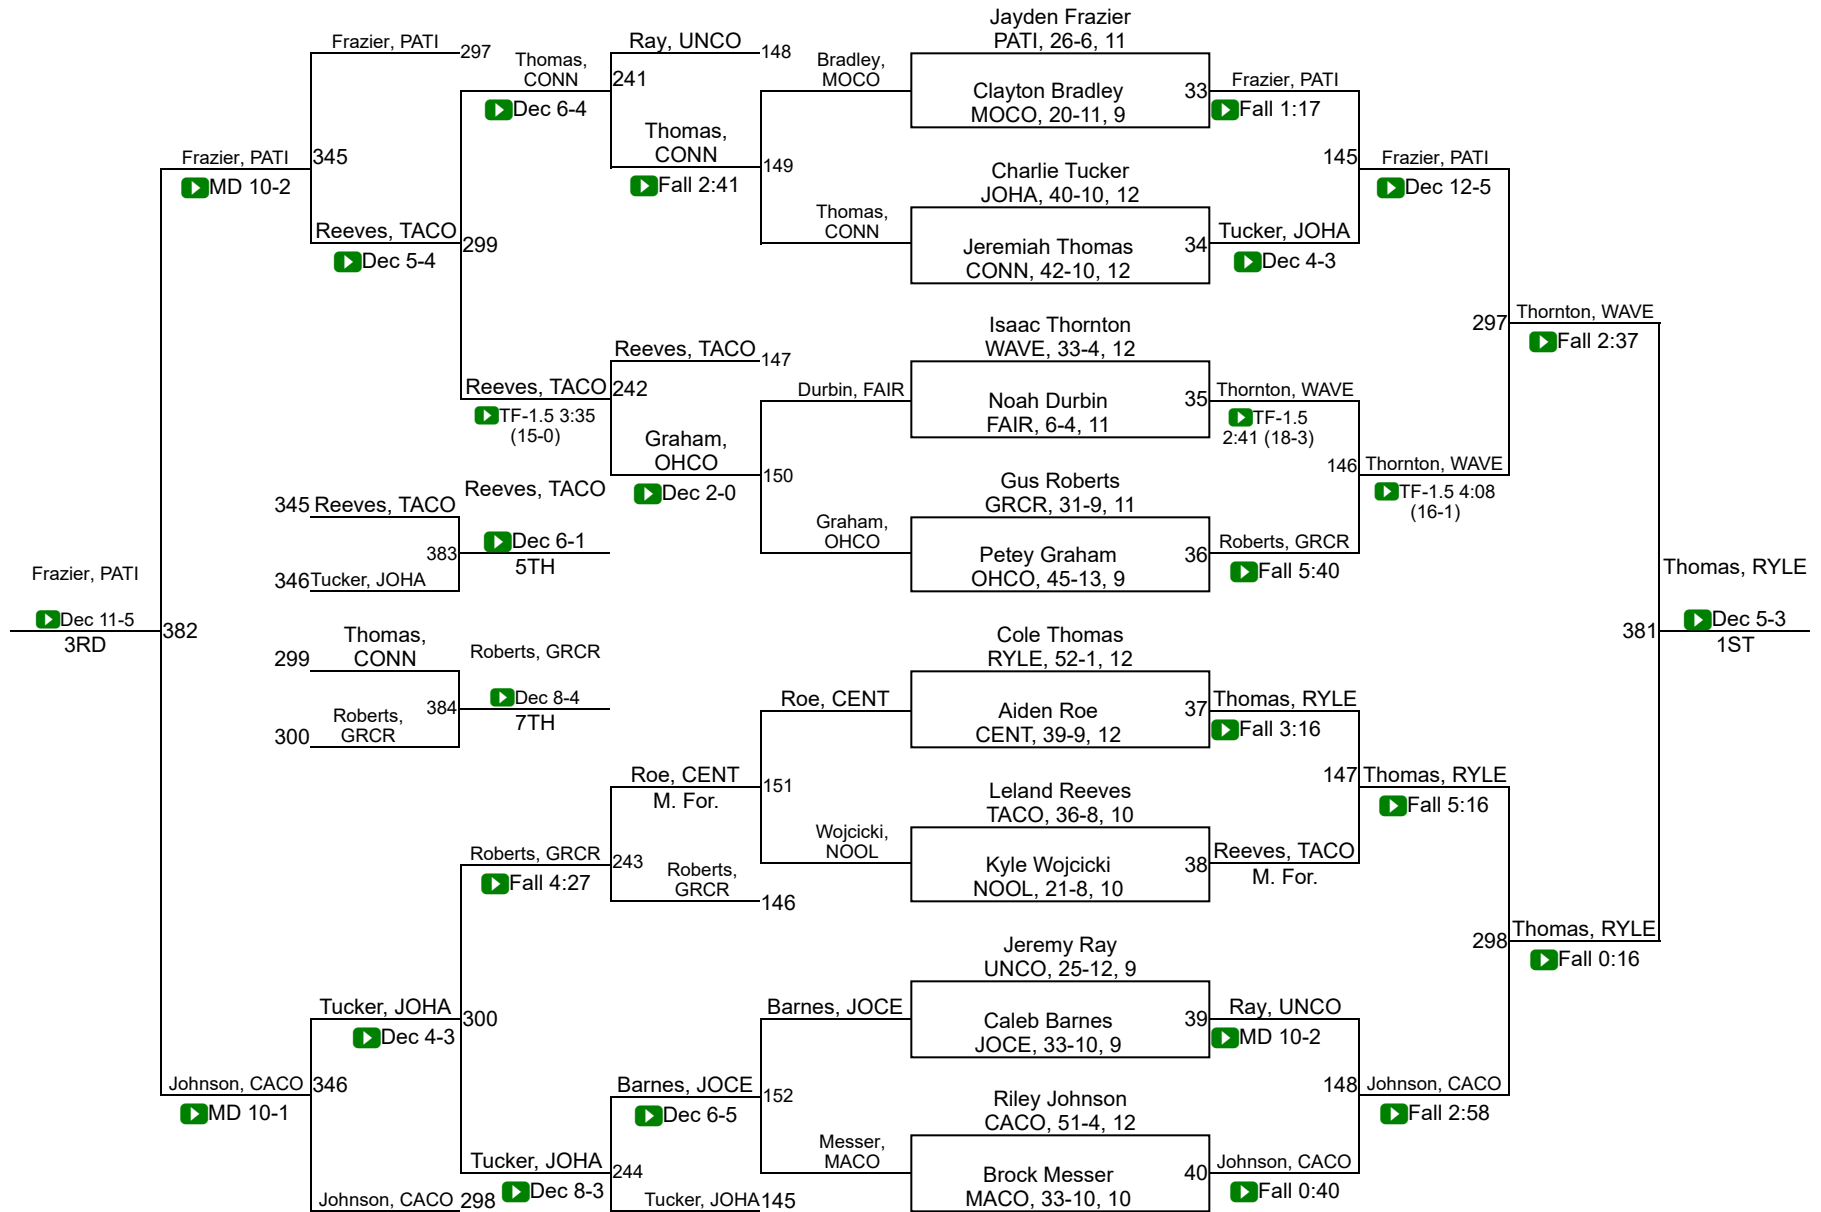 Frazier, PATI
297
345
Frazier, PATI
MD 10-2
Reeves, TACO
Dec 5-4
299
Thomas,
CONN
Dec 6-4
241
Ray, UNCO
148
Thomas,
CONN
Fall 2:41
149
Bradley,
MOCO
Thomas,
CONN
Reeves, TACO
147
Reeves, TACO
TF-1.5 3:35
(15-0)
242
Graham,
OHCO
Dec 2-0
150
Durbin, FAIR
Graham,
OHCO
345 Reeves, TACO
Reeves, TACO
383
Dec 6-1
5TH
346 Tucker, JOHA
Frazier, PATI
Dec 11-5
3RD
382
299
Thomas,
CONN
Roberts, GRCR
384
Dec 8-4
7TH
300
Roberts,
GRCR
Roe, CENT
Roe, CENT
M. For.
151
Wojcicki,
NOOL
Roberts, GRCR
Fall 4:27
243
Roberts,
GRCR
146
Tucker, JOHA
Dec 4-3
300
Barnes, JOCE
Johnson, CACO
MD 10-1
346
Barnes, JOCE
Dec 6-5
152
Messer,
MACO
Tucker, JOHA
Dec 8-3
244
Johnson, CACO 298
Tucker, JOHA 145
Jayden Frazier
PATI, 26-6, 11
Clayton Bradley
MOCO, 20-11, 9
33
Frazier, PATI
Fall 1:17
Charlie Tucker
JOHA, 40-10, 12
Jeremiah Thomas
CONN, 42-10, 12
34
Tucker, JOHA
Dec 4-3
145
Frazier, PATI
Dec 12-5
Isaac Thornton
WAVE, 33-4, 12
Noah Durbin
FAIR, 6-4, 11
35
Thornton, WAVE
TF-1.5
2:41 (18-3)
Gus Roberts
GRCR, 31-9, 11
Petey Graham
OHCO, 45-13, 9
36
Roberts, GRCR
Fall 5:40
146
Thornton, WAVE
TF-1.5 4:08
(16-1)
297
Thornton, WAVE
Fall 2:37
Cole Thomas
RYLE, 52-1, 12
Aiden Roe
CENT, 39-9, 12
37
Thomas, RYLE
Fall 3:16
Leland Reeves
TACO, 36-8, 10
Kyle Wojcicki
NOOL, 21-8, 10
38
Reeves, TACO
M. For.
147
Thomas, RYLE
Fall 5:16
Jeremy Ray
UNCO, 25-12, 9
Caleb Barnes
JOCE, 33-10, 9
39
Ray, UNCO
MD 10-2
Riley Johnson
CACO, 51-4, 12
Brock Messer
MACO, 33-10, 10
40
Johnson, CACO
Fall 0:40
148
Johnson, CACO
Fall 2:58
298
Thomas, RYLE
Fall 0:16
Thomas, RYLE
381
Dec 5-3
1ST